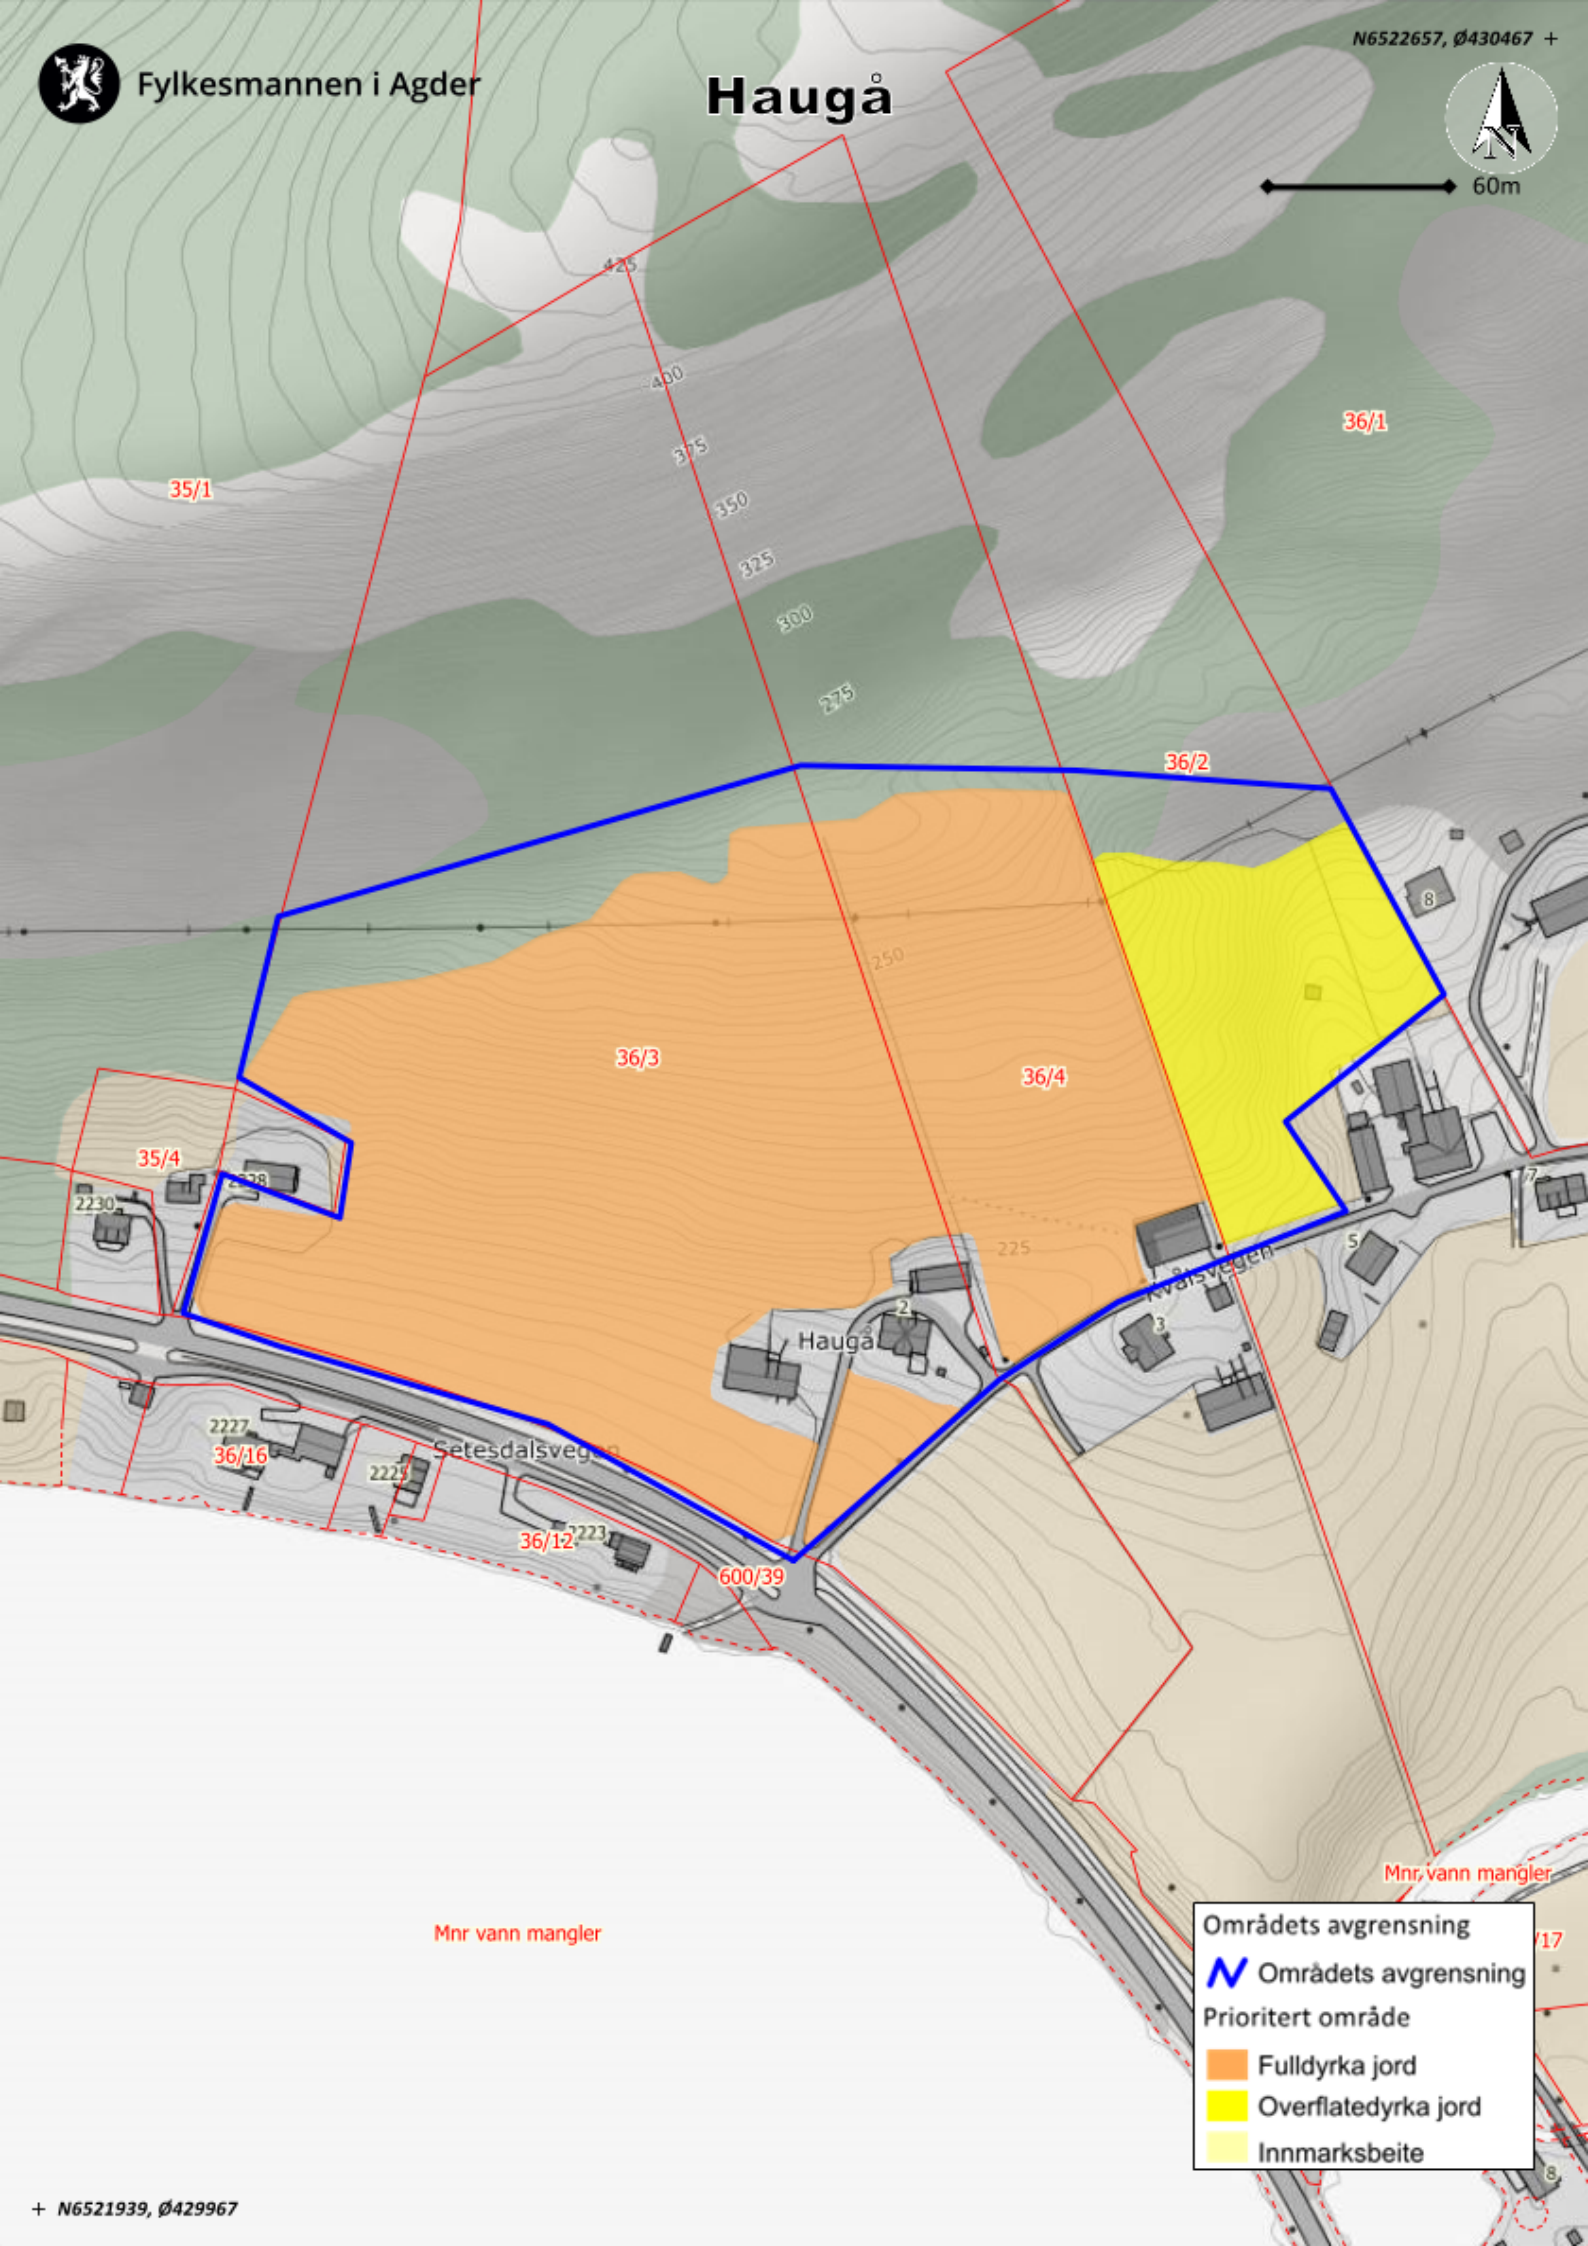 N6522657, Ø430467 +
Fylkesmannen i Agder
Haugå
N
60m
425
400
36/1
375
35/1
350
325
300
275
36/2
8
250
36/3
36/4
35/4
2228
2230
7
225
5
Kvålsvegen
2
3
Haugå
2227
Setesdalsvegen
36/16
2225
36/12
2223
600/39
Mnr vann mangler
Mnr vann mangler
/17
Områdets avgrensning
Områdets avgrensning
Prioritert område
Fulldyrka jord
Overflatedyrka jord
Innmarksbeite
8
+ N6521939, Ø429967